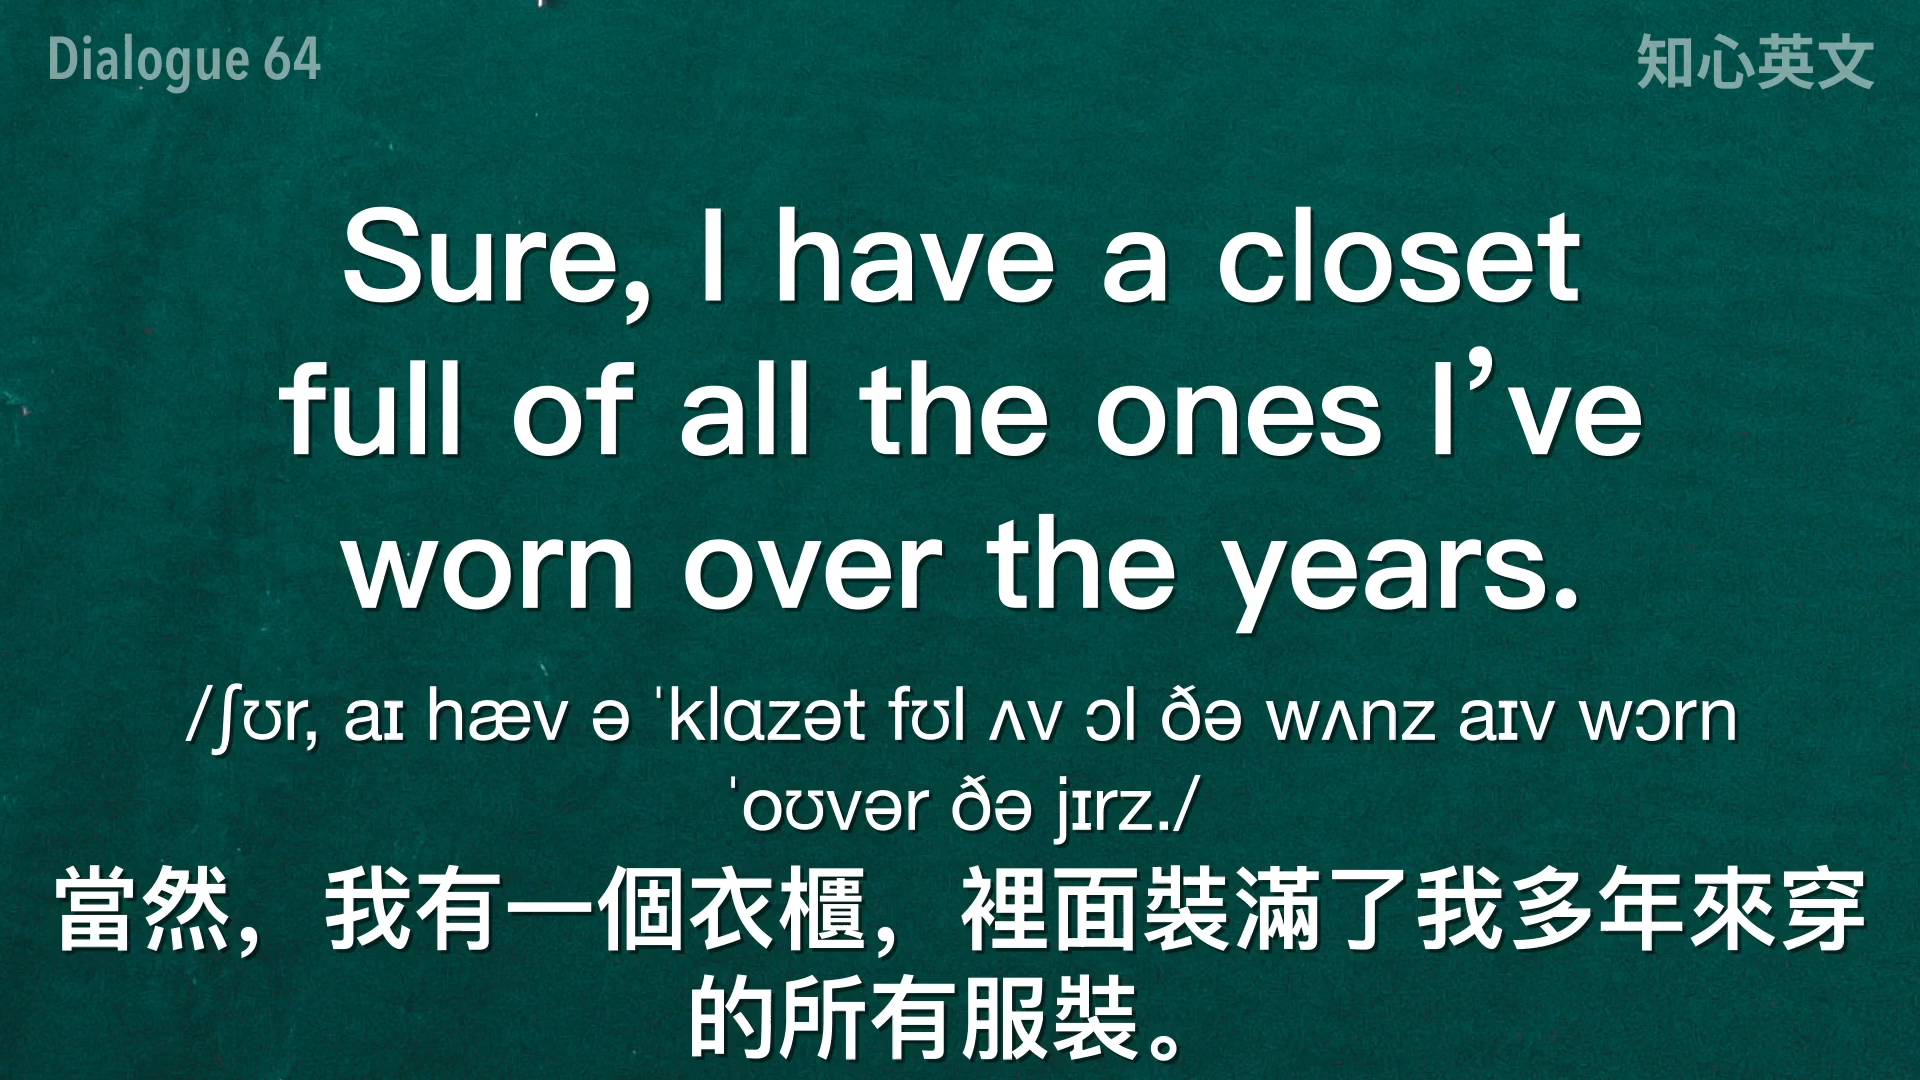 Dialogue 64
知心英文
Sure, I have a closet
full of all the ones I’ve
worn over the years.
/ʃʊr, aɪ hæv ə ˈklɑzət fʊl ʌv ɔl ðə wʌnz aɪv wɔrn
ˈoʊvər ðə jɪrz./
當然，我有一個衣櫃，裡面裝滿了我多年來穿
的所有服裝。